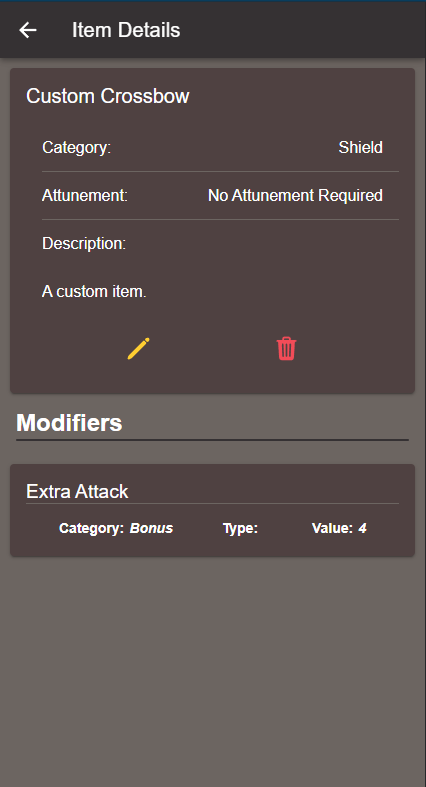 Item Details
Custom Crossbow
Category: Shield
Attunement: No Attunement Required
Description:
A custom item.
Modifiers
Extra Attack
Category: Bonus Type: Value: 4